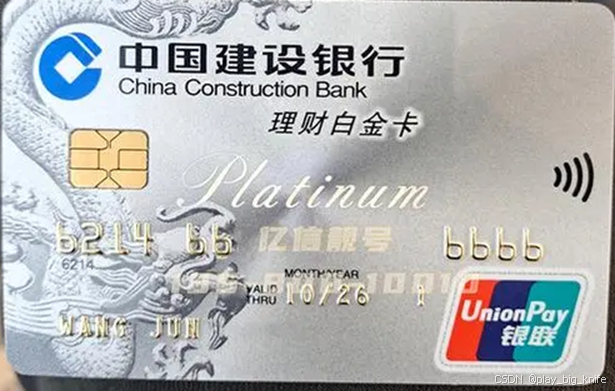 中国建设银行
China Construction Bank
理财白金卡
Platinum
6214 66 亿信靓号 6666
6214
MONTH/YEAR
VALID THRU 10/26
WANG JUN
UnionPay
银联
CSDN @play_big_knife